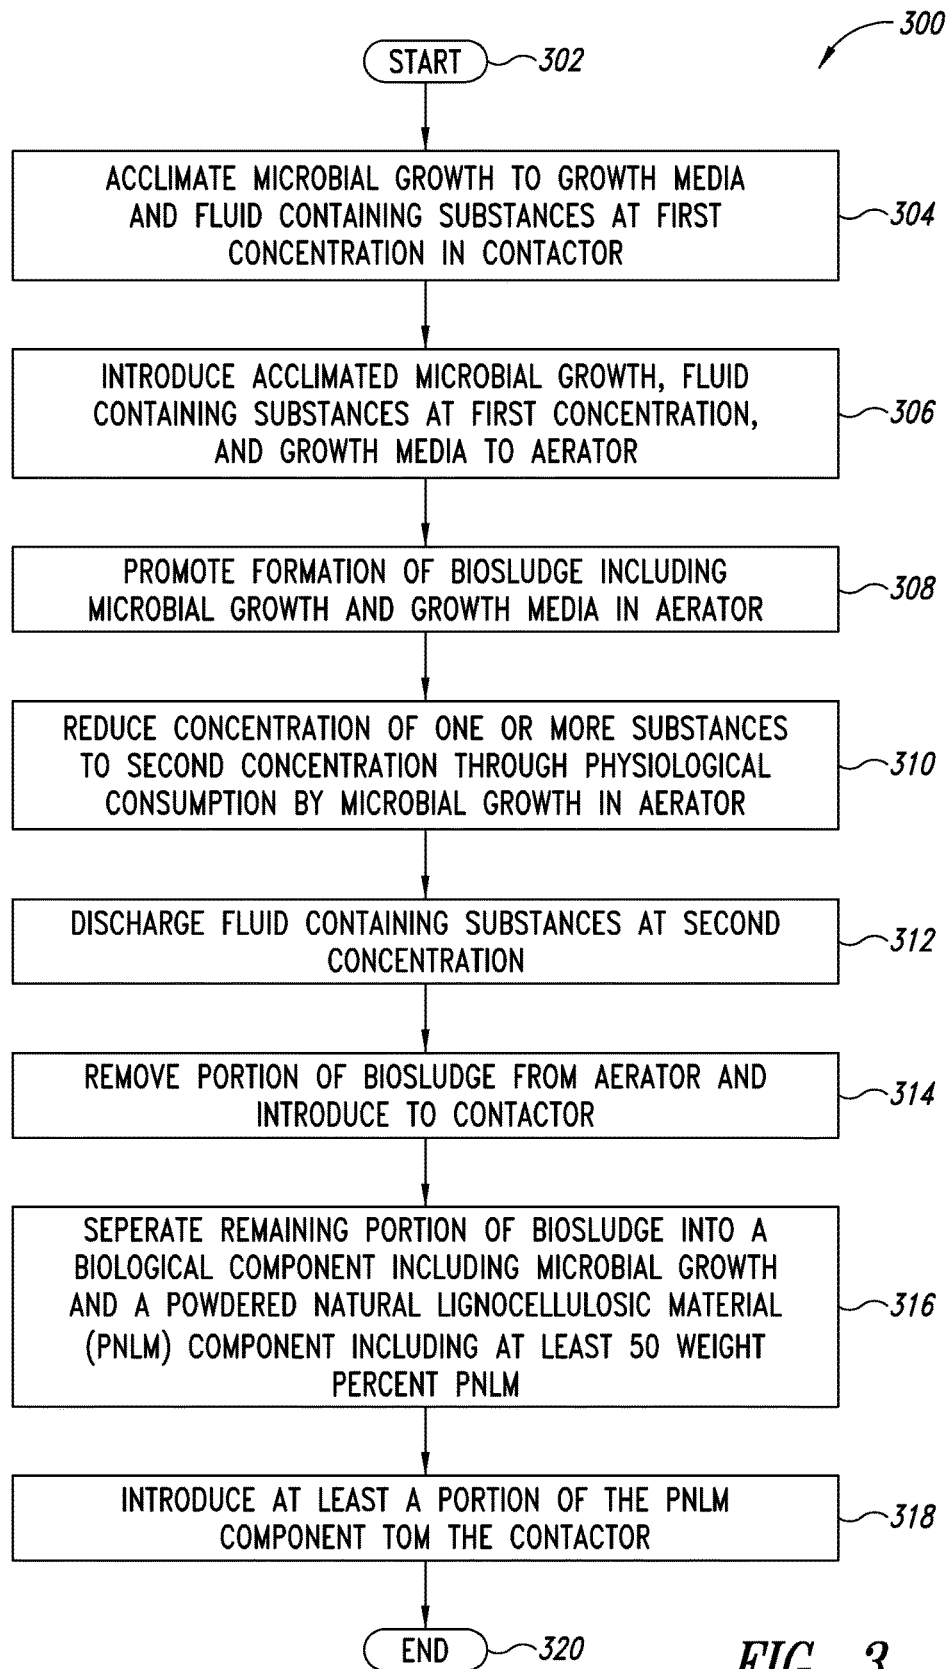 300
START
302
ACCLIMATE MICROBIAL GROWTH TO GROWTH MEDIA
AND FLUID CONTAINING SUBSTANCES AT FIRST
CONCENTRATION IN CONTACTOR
304
INTRODUCE ACCLIMATED MICROBIAL GROWTH, FLUID
CONTAINING SUBSTANCES AT FIRST CONCENTRATION,
AND GROWTH MEDIA TO AERATOR
306
PROMOTE FORMATION OF BIOSLUDGE INCLUDING
MICROBIAL GROWTH AND GROWTH MEDIA IN AERATOR
308
REDUCE CONCENTRATION OF ONE OR MORE SUBSTANCES
TO SECOND CONCENTRATION THROUGH PHYSIOLOGICAL
CONSUMPTION BY MICROBIAL GROWTH IN AERATOR
310
DISCHARGE FLUID CONTAINING SUBSTANCES AT SECOND
CONCENTRATION
312
REMOVE PORTION OF BIOSLUDGE FROM AERATOR AND
INTRODUCE TO CONTACTOR
314
SEPERATE REMAINING PORTION OF BIOSLUDGE INTO A
BIOLOGICAL COMPONENT INCLUDING MICROBIAL GROWTH
AND A POWDERED NATURAL LIGNOCELLULOSIC MATERIAL
(PNLM) COMPONENT INCLUDING AT LEAST 50 WEIGHT
PERCENT PNLM
316
INTRODUCE AT LEAST A PORTION OF THE PNLM
COMPONENT TOM THE CONTACTOR
318
END
320
FIG. 3